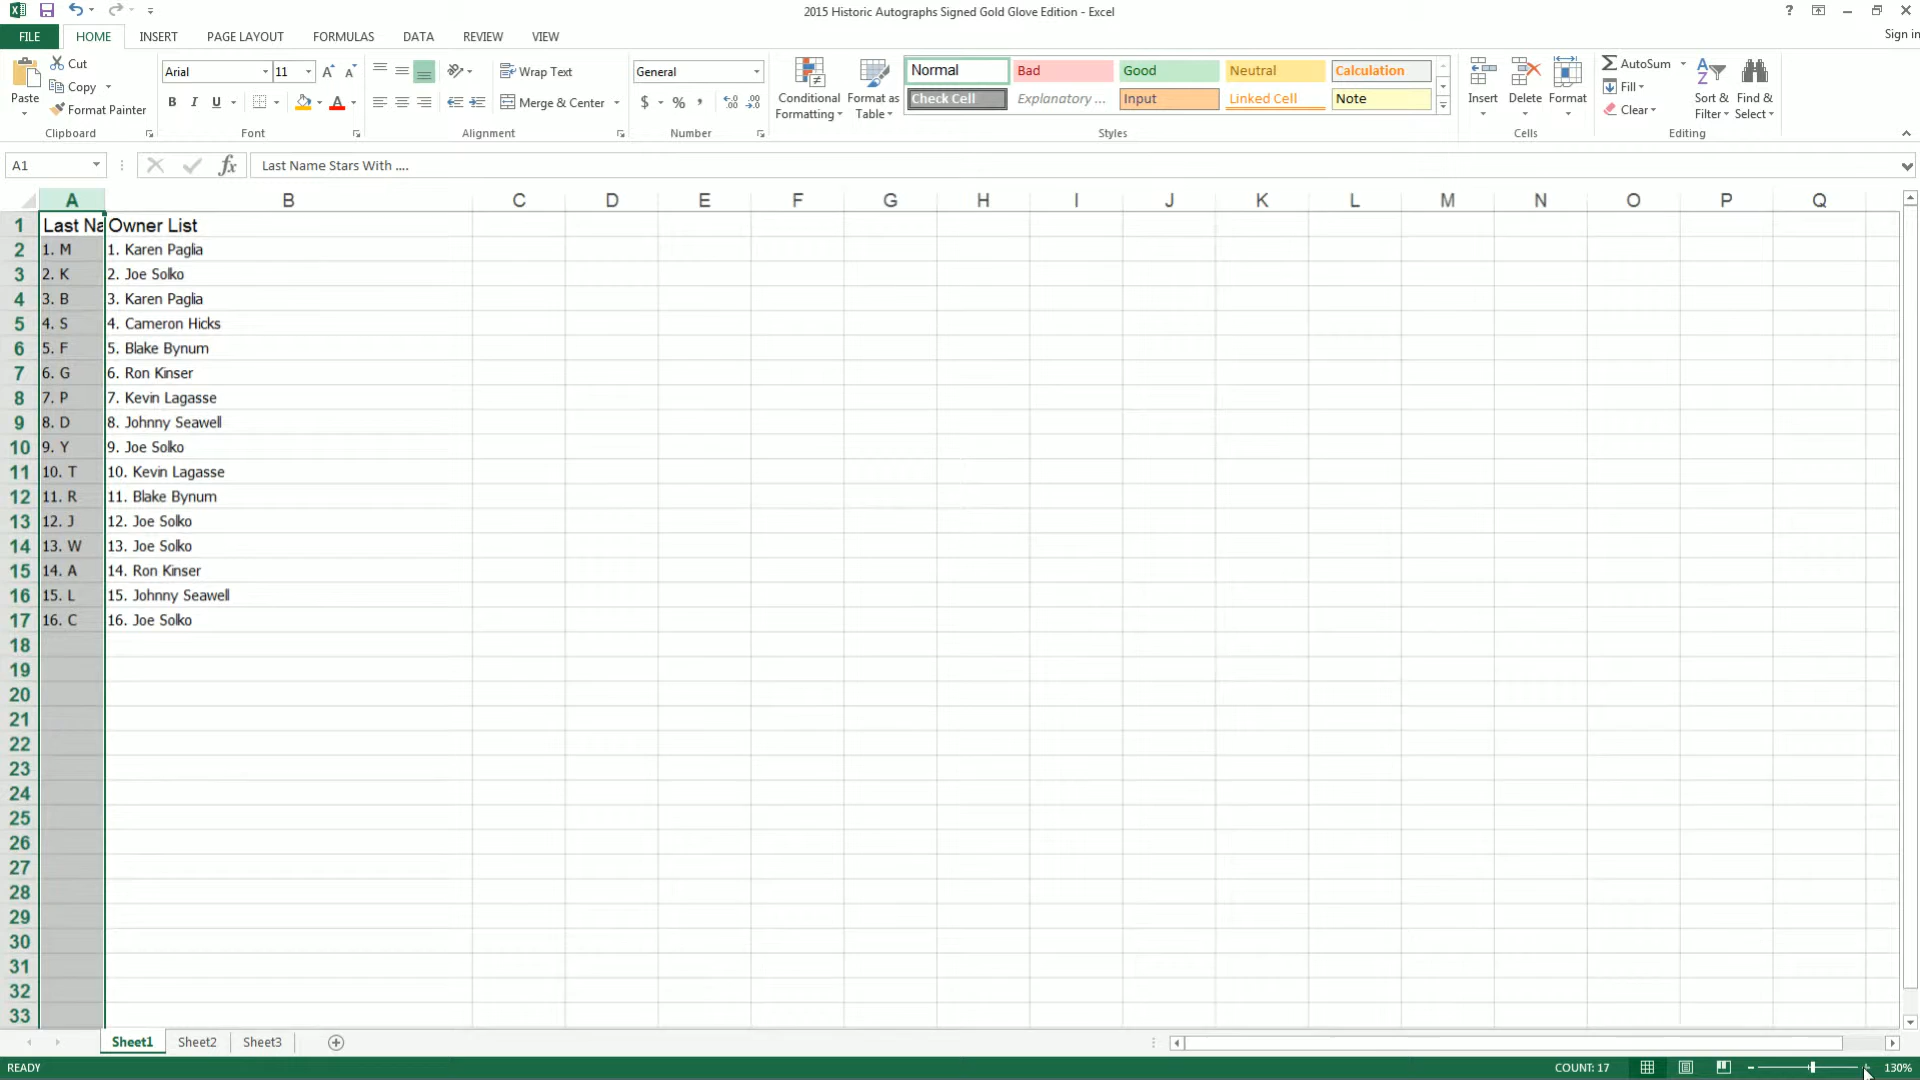 2015 Historic Autographs Signed Gold Glove Edition - Excel
?
Sign in
FILE HOME INSERT PAGE LAYOUT FORMULAS DATA REVIEW VIEW
Paste
Cut
Copy
Format Painter
Clipboard
Arial 11
B I U
Font
Wrap Text
Merge & Center
Alignment
General
$ % ,
Number
Conditional Formatting
Format as Table
Normal Bad Good Neutral Calculation
Check Cell Explanatory ... Input Linked Cell Note
Styles
Insert Delete Format
Cells
AutoSum
Fill
Clear
Sort & Filter
Find & Select
Editing
A1 fx Last Name Stars With ....
A B C D E F G H I J K L M N O P Q
1 Last Na Owner List
2 1. M 1. Karen Paglia
3 2. K 2. Joe Solko
4 3. B 3. Karen Paglia
5 4. S 4. Cameron Hicks
6 5. F 5. Blake Bynum
7 6. G 6. Ron Kinser
8 7. P 7. Kevin Lagasse
9 8. D 8. Johnny Seawell
10 9. Y 9. Joe Solko
11 10. T 10. Kevin Lagasse
12 11. R 11. Blake Bynum
13 12. J 12. Joe Solko
14 13. W 13. Joe Solko
15 14. A 14. Ron Kinser
16 15. L 15. Johnny Seawell
17 16. C 16. Joe Solko
18
19
20
21
22
23
24
25
26
27
28
29
30
31
32
33
Sheet1 Sheet2 Sheet3
READY COUNT: 17 130%